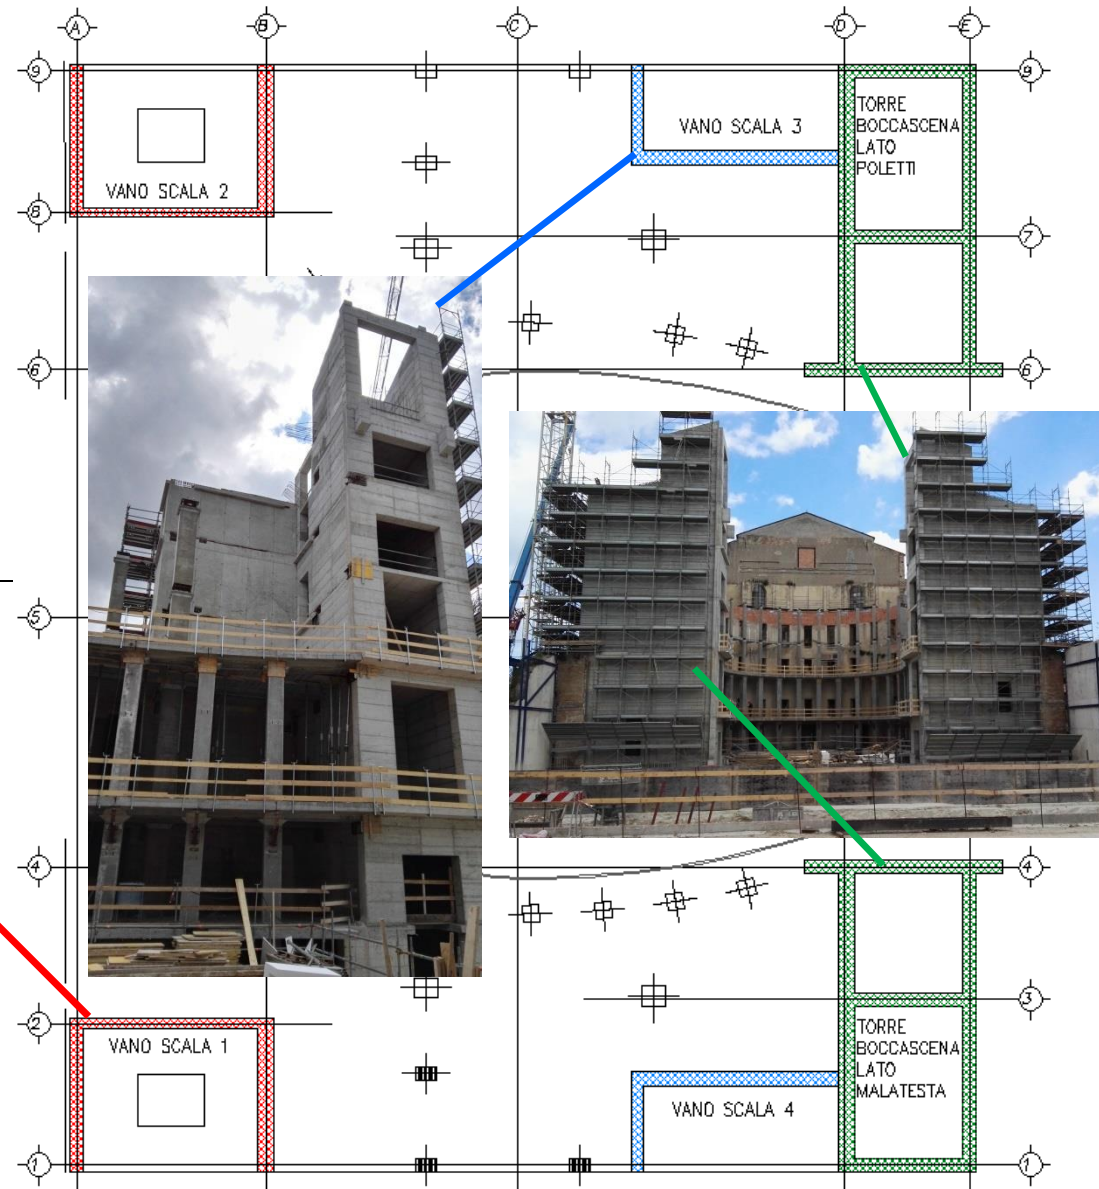 A B C D E
9 9
VANO SCALA 3
TORRE
BOCCASCENA
LATO
POLETTI
VANO SCALA 2
8
7
6 6
5
4 4
3
2
VANO SCALA 1
TORRE
BOCCASCENA
LATO
MALATESTA
VANO SCALA 4
1 1